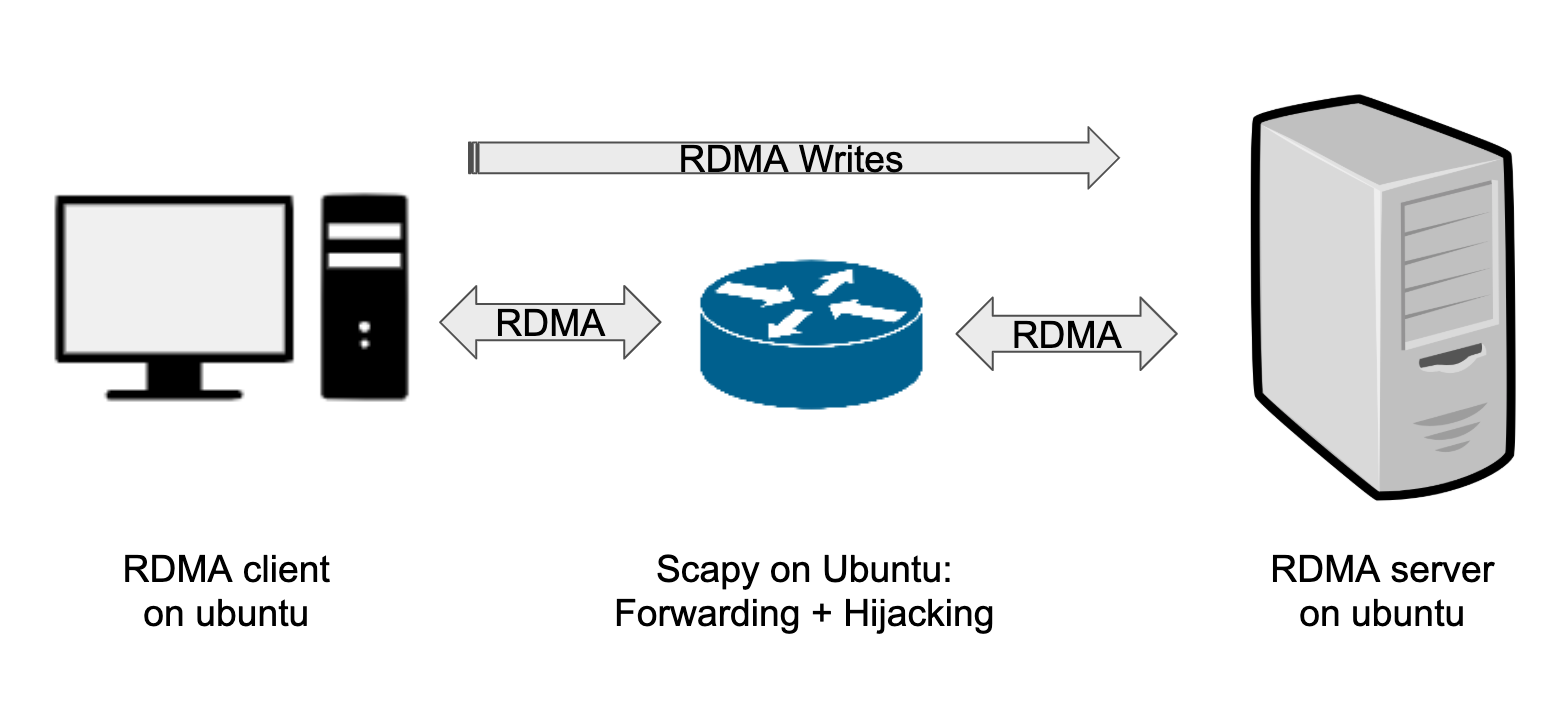 RDMA Writes
RDMA
RDMA
RDMA client
on ubuntu
Scapy on Ubuntu:
Forwarding + Hijacking
RDMA server
on ubuntu